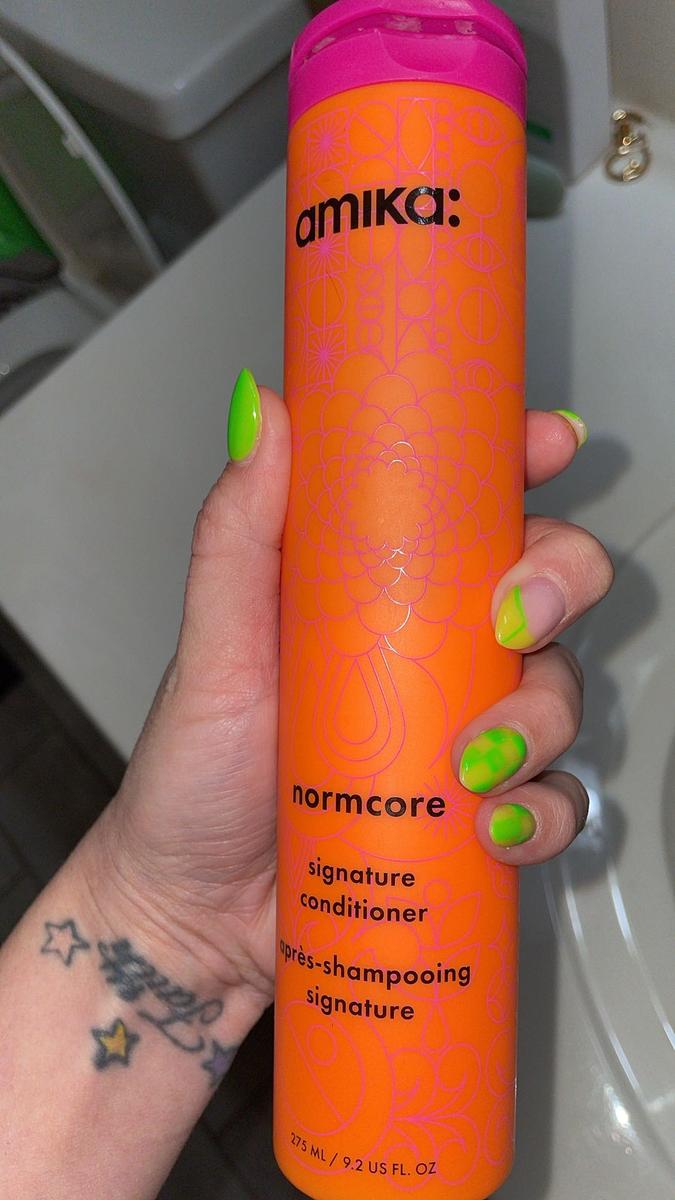 amika:
normcore
signature
conditioner
après-shampooing
signature
275 ML / 9.2 US FL. OZ